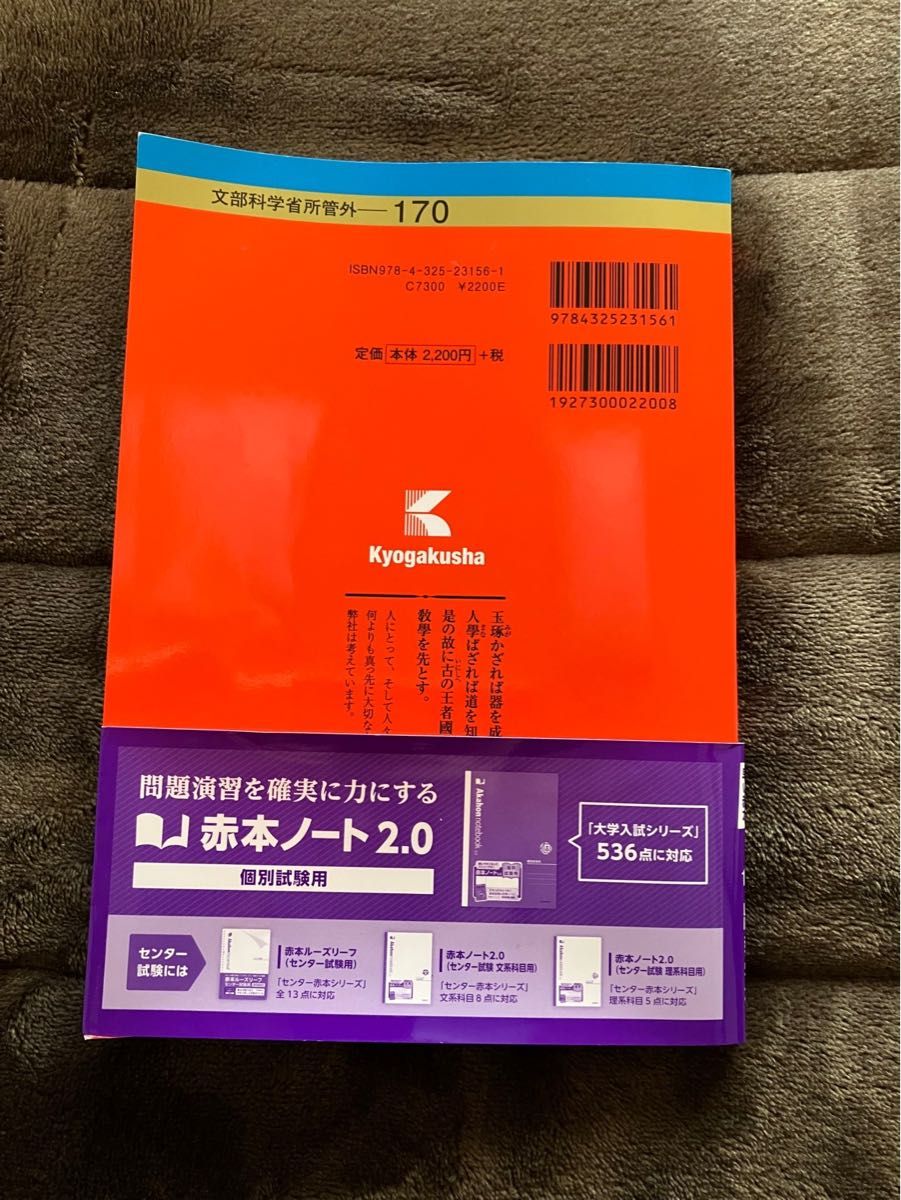 文部科学省所管外―170
ISBN978-4-325-23156-1
C7300 ¥2200E
9784325231561
定価 本体 2,200円 +税
1927300022008
Kyogakusha
玉琢かざれば器を成
人學ばざれば道を知
是の故に古の王者國
教學を先とす。
人にとって、そして人々
何よりも真っ先に大切な
弊社は考えています。
問題演習を確実に力にする
赤本ノート2.0
個別試験用
Akahon notebook
「大学入試シリーズ」
536点に対応
センター
試験には
赤本ルーズリーフ
（センター試験用）
「センター赤本シリーズ」
全13点に対応
赤本ノート2.0
（センター試験 文系科目用）
「センター赤本シリーズ」
文系科目8点に対応
赤本ノート2.0
（センター試験 理系科目用）
「センター赤本シリーズ」
理系科目5点に対応